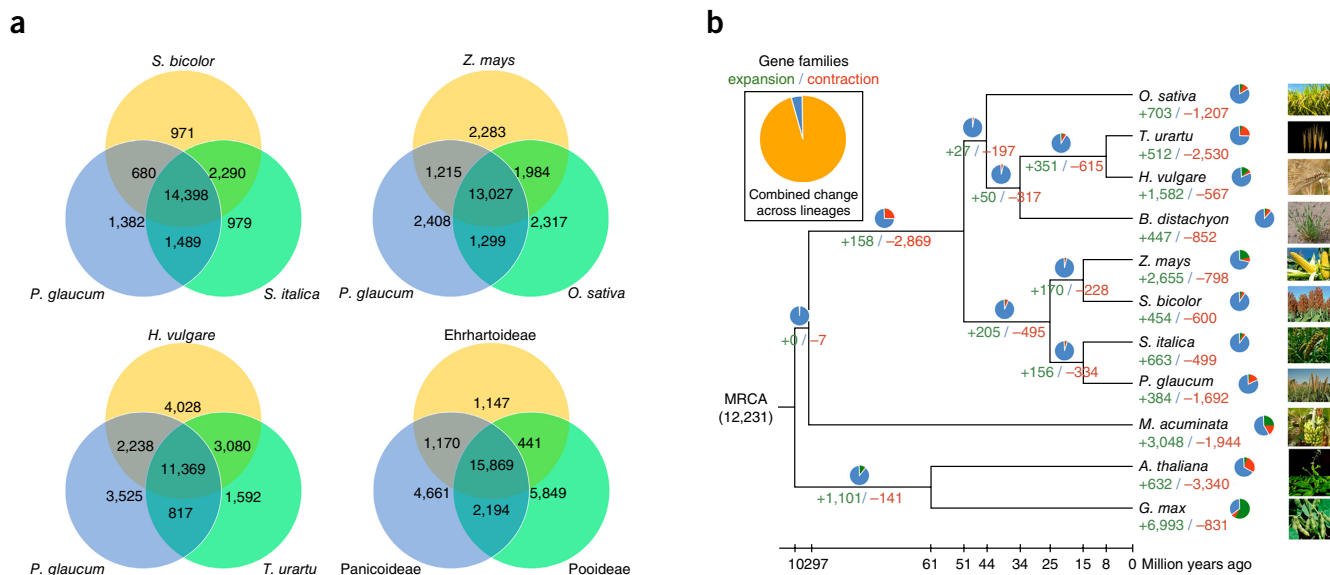 a
S. bicolor
971
680
2,290
14,398
1,382
979
1,489
P. glaucum
S. italica
Z. mays
2,283
1,215
1,984
13,027
2,408
2,317
1,299
P. glaucum
O. sativa
H. vulgare
4,028
2,238
3,080
11,369
3,525
1,592
817
P. glaucum
T. urartu
Ehrhartoideae
1,147
1,170
441
15,869
4,661
5,849
2,194
Panicoideae
Pooideae
b
Gene families
expansion / contraction
Combined change
across lineages
MRCA
(12,231)
+0 / –7
+158 / –2,869
+27 / –197
+50 / –317
+351 / –615
+205 / –495
+170 / –228
+156 / –334
+1,101 / –141
O. sativa
+703 / –1,207
T. urartu
+512 / –2,530
H. vulgare
+1,582 / –567
B. distachyon
+447 / –852
Z. mays
+2,655 / –798
S. bicolor
+454 / –600
S. italica
+663 / –499
P. glaucum
+384 / –1,692
M. acuminata
+3,048 / –1,944
A. thaliana
+632 / –3,340
G. max
+6,993 / –831
10297 61 51 44 34 25 15 8 0 Million years ago